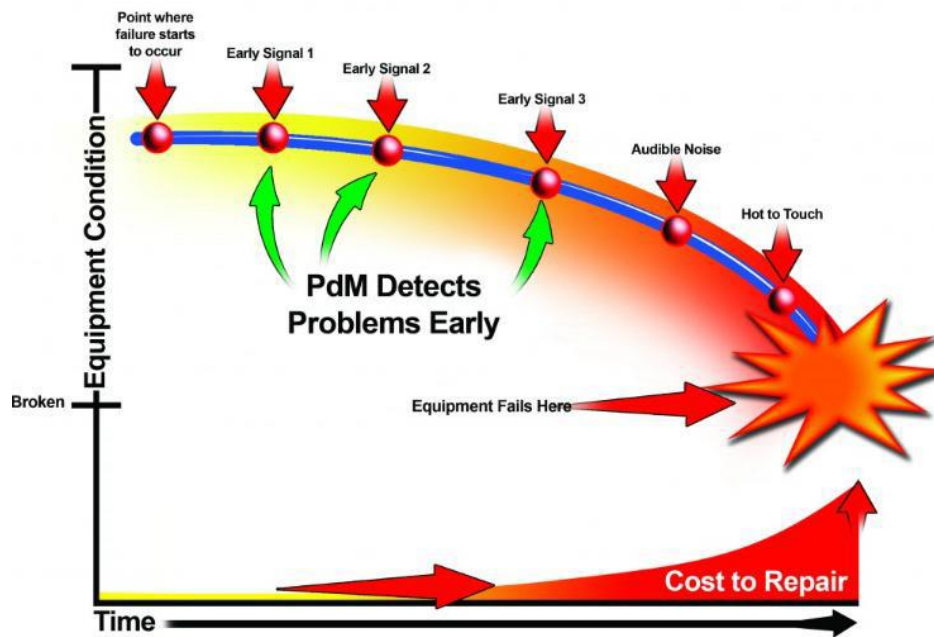 Point where
failure starts
to occur
Early Signal 1
Early Signal 2
Early Signal 3
Audible Noise
Hot to Touch
Equipment Condition
PdM Detects
Problems Early
Broken
Equipment Fails Here
Cost to Repair
Time